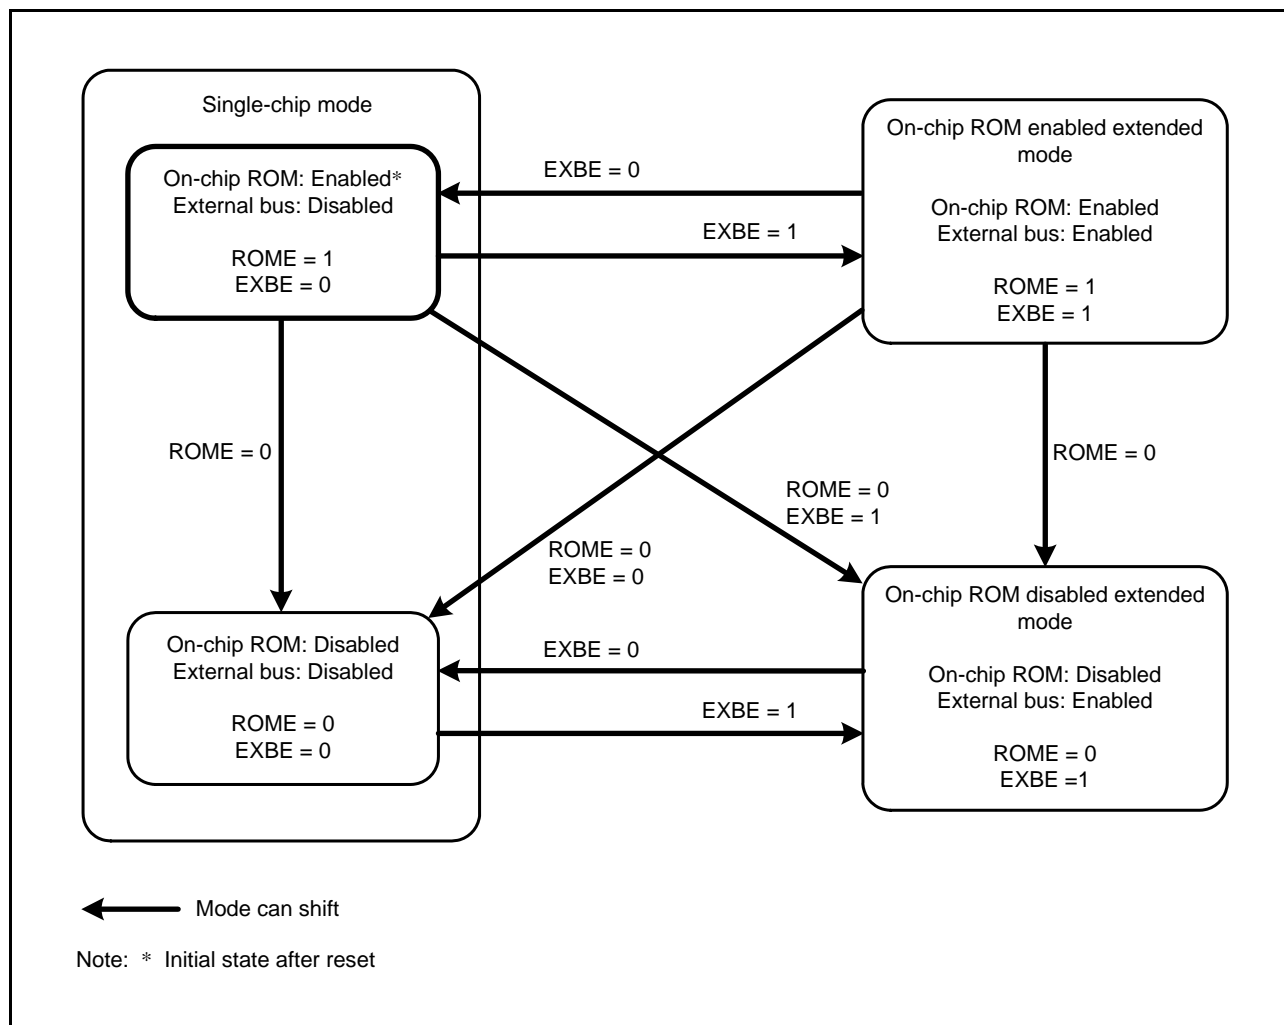 Single-chip mode
On-chip ROM: Enabled*
External bus: Disabled
ROME = 1
EXBE = 0
EXBE = 0
EXBE = 1
On-chip ROM enabled extended
mode
On-chip ROM: Enabled
External bus: Enabled
ROME = 1
EXBE = 1
ROME = 0
ROME = 0
ROME = 0
EXBE = 1
ROME = 0
EXBE = 0
On-chip ROM: Disabled
External bus: Disabled
ROME = 0
EXBE = 0
EXBE = 0
EXBE = 1
On-chip ROM disabled extended
mode
On-chip ROM: Disabled
External bus: Enabled
ROME = 0
EXBE =1
Mode can shift
Note: * Initial state after reset